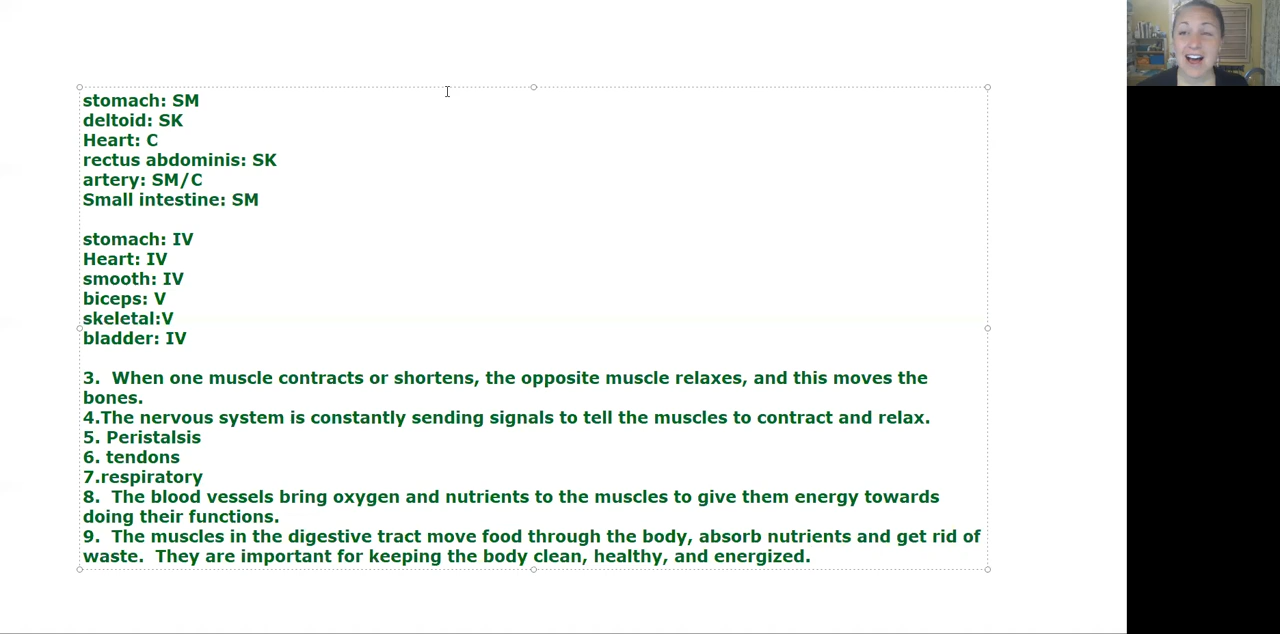 stomach: SM
deltoid: SK
Heart: C
rectus abdominis: SK
artery: SM/C
Small intestine: SM
stomach: IV
Heart: IV
smooth: IV
biceps: V
skeletal:V
bladder: IV
3.  When one muscle contracts or shortens, the opposite muscle relaxes, and this moves the
bones.
4.The nervous system is constantly sending signals to tell the muscles to contract and relax.
5. Peristalsis
6. tendons
7.respiratory
8.  The blood vessels bring oxygen and nutrients to the muscles to give them energy towards
doing their functions.
9.  The muscles in the digestive tract move food through the body, absorb nutrients and get rid of
waste.  They are important for keeping the body clean, healthy, and energized.